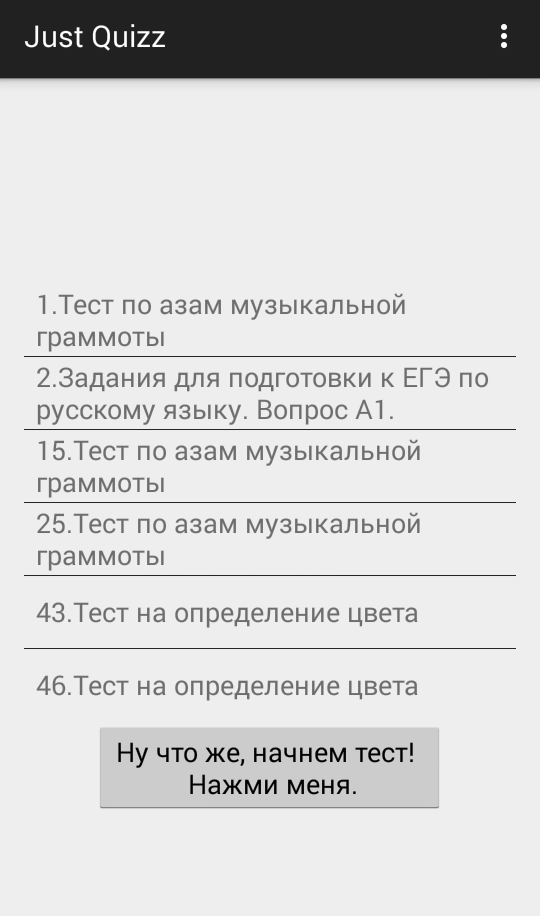 Just Quizz
1.Тест по азам музыкальной
граммоты
2.Задания для подготовки к ЕГЭ по
русскому языку. Вопрос А1.
15.Тест по азам музыкальной
граммоты
25.Тест по азам музыкальной
граммоты
43.Тест на определение цвета
46.Тест на определение цвета
Ну что же, начнем тест!
Нажми меня.